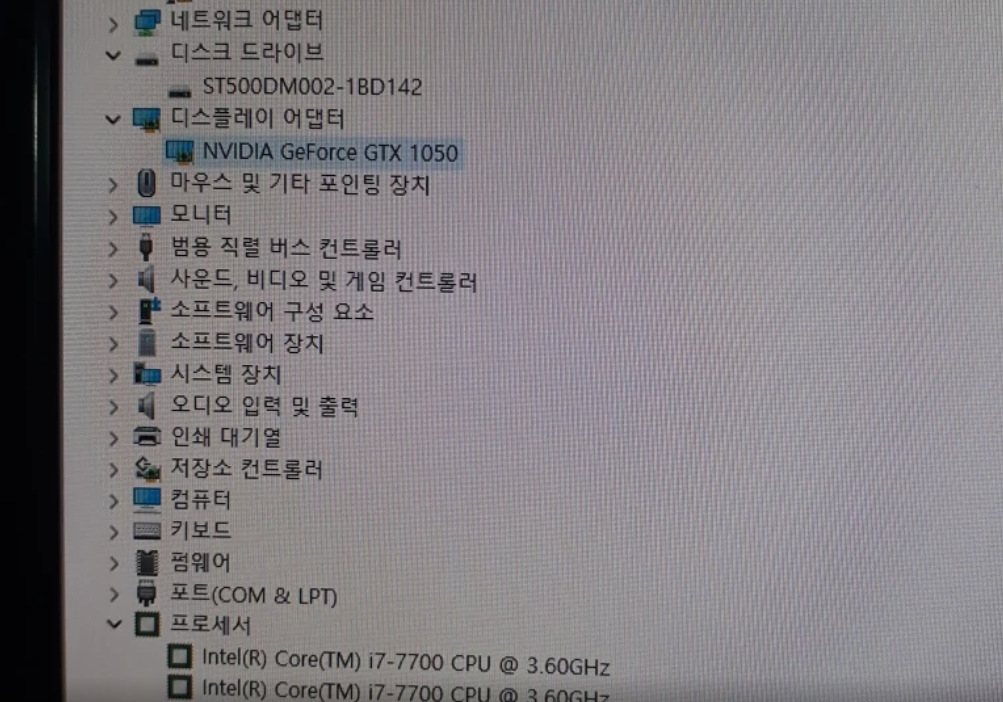 네트워크 어댑터
디스크 드라이브
ST500DM002-1BD142
디스플레이 어댑터
NVIDIA GeForce GTX 1050
마우스 및 기타 포인팅 장치
모니터
범용 직렬 버스 컨트롤러
사운드, 비디오 및 게임 컨트롤러
소프트웨어 구성 요소
소프트웨어 장치
시스템 장치
오디오 입력 및 출력
인쇄 대기열
저장소 컨트롤러
컴퓨터
키보드
펌웨어
포트(COM & LPT)
프로세서
Intel(R) Core(TM) i7-7700 CPU @ 3.60GHz
Intel(R) Core(TM) i7-7700 CPU @ 3.60GHz